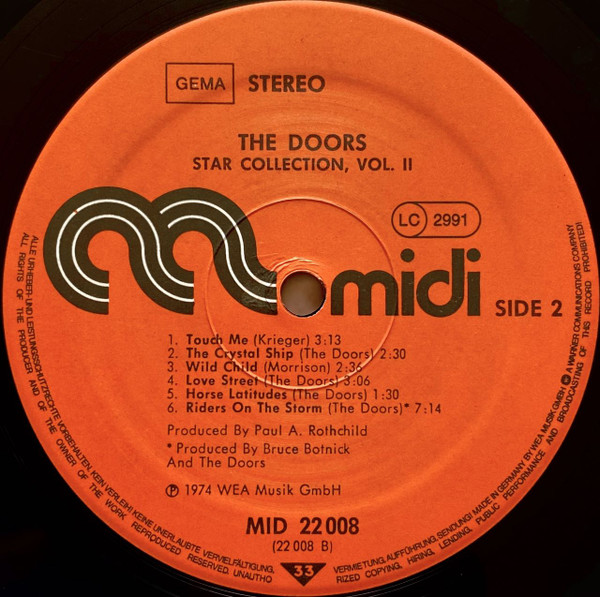 GEMA STEREO
THE DOORS
STAR COLLECTION, VOL. II
LC 2991
midi
SIDE 2
1. Touch Me (Krieger) 3:13
2. The Crystal Ship (The Doors) 2:30
3. Wild Child (Morrison) 2:36
4. Love Street (The Doors) 3:06
5. Horse Latitudes (The Doors) 1:30
6. Riders On The Storm (The Doors)* 7:14
Produced By Paul A. Rothchild
* Produced By Bruce Botnick
And The Doors
℗ 1974 WEA Musik GmbH
MID 22 008
(22 008 B)
33
ALLE URHEBER- UND LEISTUNGSSCHUTZRECHTE VORBEHALTEN. KEIN VERLEIH! KEINE UNERLAUBTE VERVIELFÄLTIGUNG, VERMIETUNG, AUFFÜHRUNG, SENDUNG! MADE IN GERMANY BY WEA MUSIK GMBH A WARNER COMMUNICATIONS COMPANY
ALL RIGHTS OF THE PRODUCER AND OF THE OWNER OF THE WORK REPRODUCED RESERVED. UNAUTHORIZED COPYING, HIRING, LENDING, PUBLIC PERFORMANCE AND BROADCASTING OF THIS RECORD PROHIBITED!